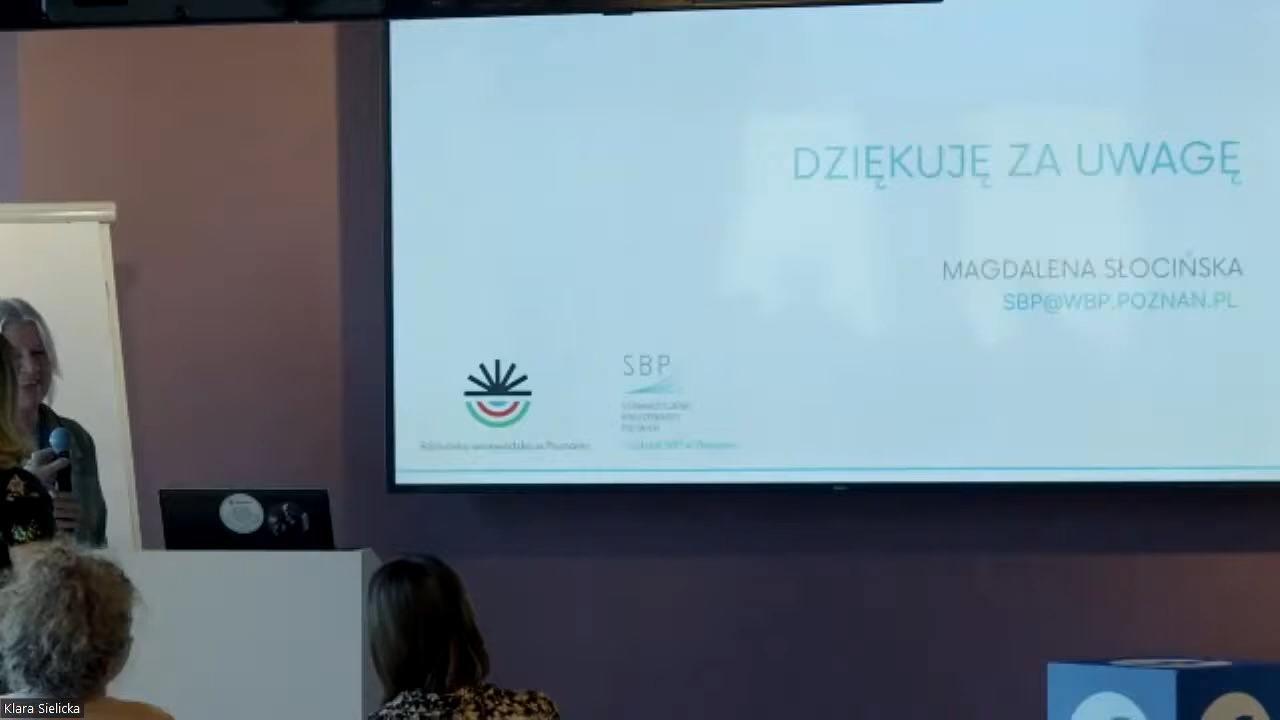 DZIĘKUJĘ ZA UWAGĘ
MAGDALENA SŁOCIŃSKA
SBP@WBP.POZNAN.PL
SBP
Klara Sielicka